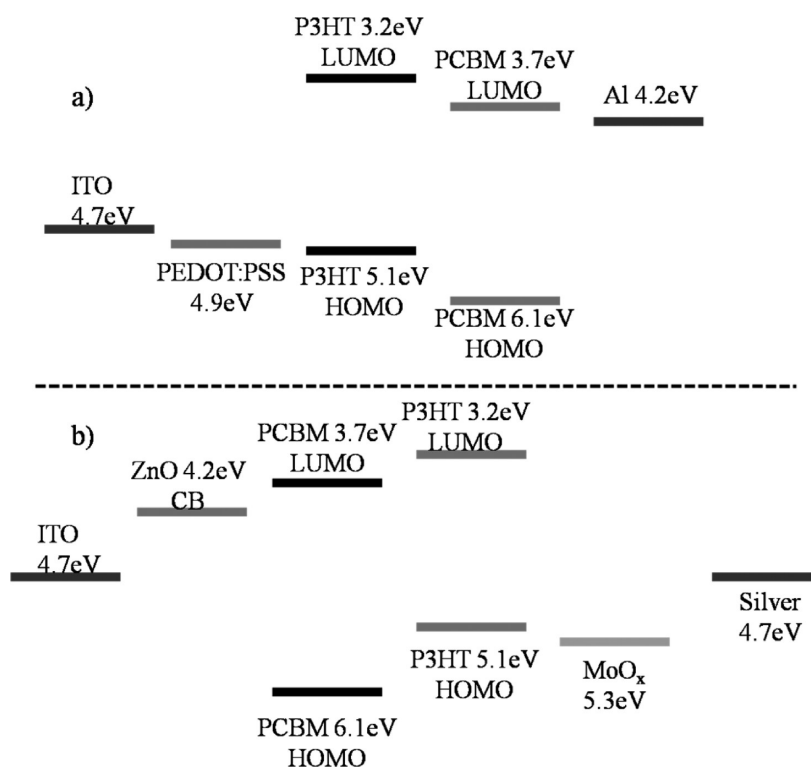 P3HT 3.2eV
LUMO
PCBM 3.7eV
LUMO
a)
Al 4.2eV
ITO
4.7eV
PEDOT:PSS
4.9eV
P3HT 5.1eV
HOMO
PCBM 6.1eV
HOMO
b)
P3HT 3.2eV
LUMO
PCBM 3.7eV
LUMO
ZnO 4.2eV
CB
ITO
4.7eV
Silver
4.7eV
P3HT 5.1eV
HOMO
MoOₓ
5.3eV
PCBM 6.1eV
HOMO